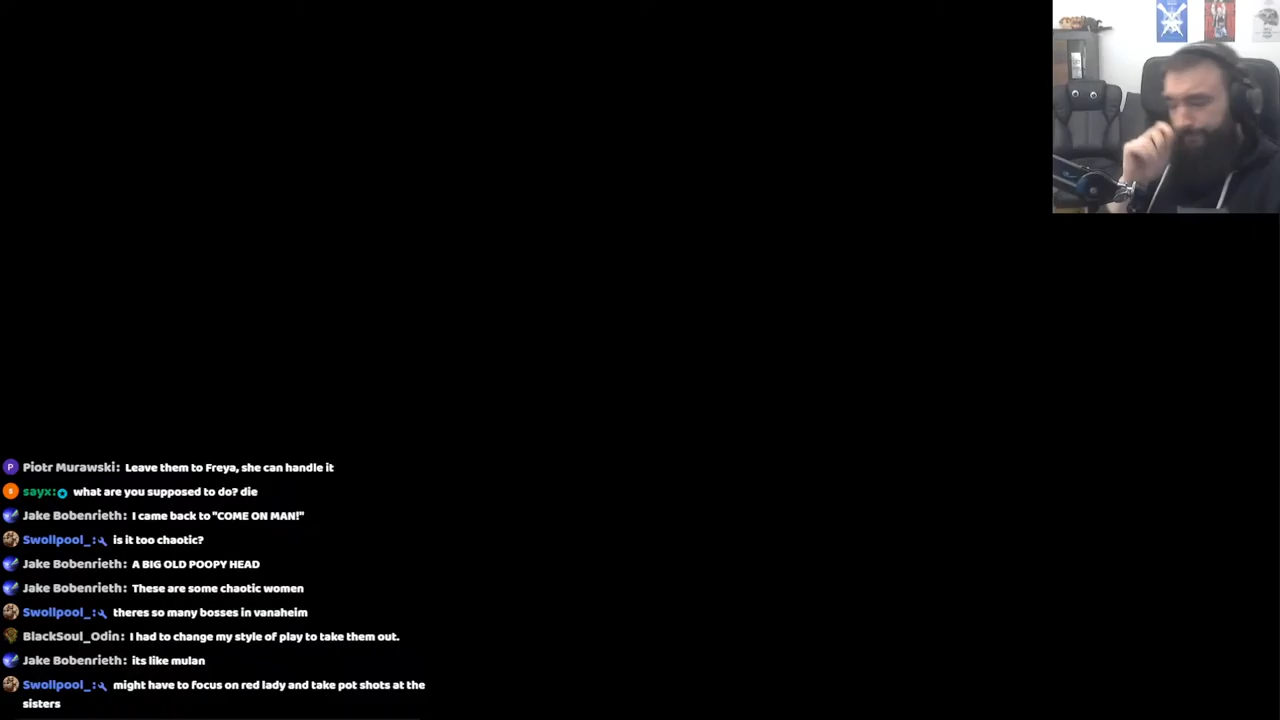 Piotr Murawski: Leave them to Freya, she can handle it
sayx: what are you supposed to do? die
Jake Bobenrieth: I came back to "COME ON MAN!"
Swollpool_: is it too chaotic?
Jake Bobenrieth: A BIG OLD POOPY HEAD
Jake Bobenrieth: These are some chaotic women
Swollpool_: theres so many bosses in vanaheim
BlackSoul_Odin: I had to change my style of play to take them out.
Jake Bobenrieth: its like mulan
Swollpool_: might have to focus on red lady and take pot shots at the
sisters